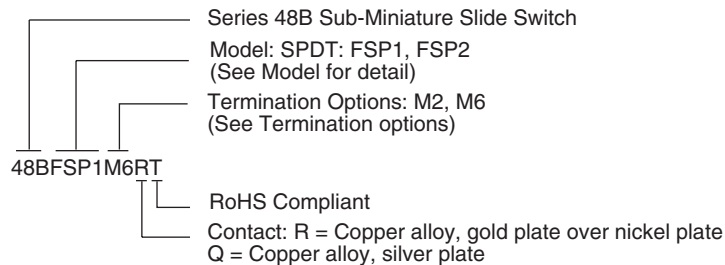 Series 48B Sub-Miniature Slide Switch
Model: SPDT: FSP1, FSP2
(See Model for detail)
Termination Options: M2, M6
(See Termination options)
48BFSP1M6RT
RoHS Compliant
Contact: R = Copper alloy, gold plate over nickel plate
Q = Copper alloy, silver plate